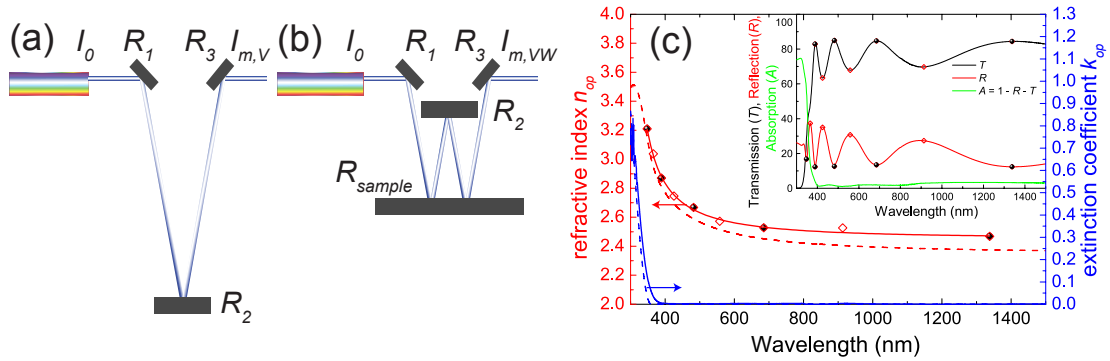 (a) I0 R1 R3 Im,V
R2
(b) I0 R1 R3 Im,VW
R2
Rsample
(c)
refractive index nop
3.8
3.6
3.4
3.2
3.0
2.8
2.6
2.4
2.2
2.0
400 600 800 1000 1200 1400
Wavelength (nm)
1.3
1.2
1.1
1.0
0.9
0.8
0.7
0.6
0.5
0.4
0.3
0.2
0.1
0.0
extinction coefficient kop
Transmission (T), Reflection (R),
Absorption (A)
100
80
60
40
20
0
T
R
A = 1 - R - T
400 600 800 1000 1200 1400
Wavelength (nm)